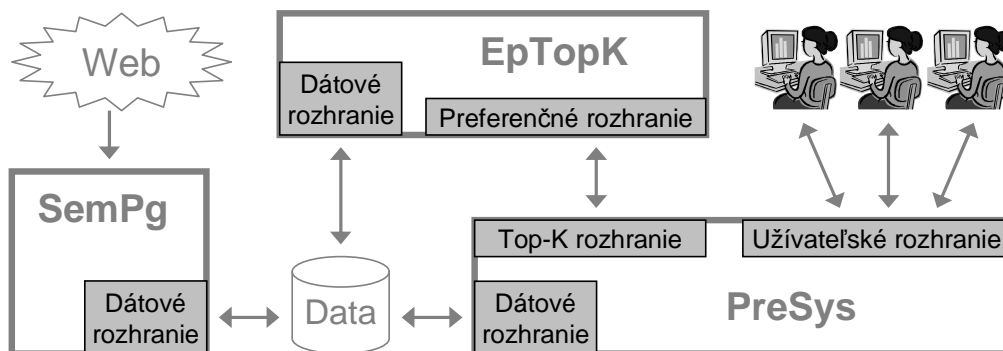 Web
EpTopK
Dátové
rozhranie
Preferenčné rozhranie
SemPg
Top-K rozhranie
Užívateľské rozhranie
Dátové
rozhranie
Data
Dátové
rozhranie
PreSys